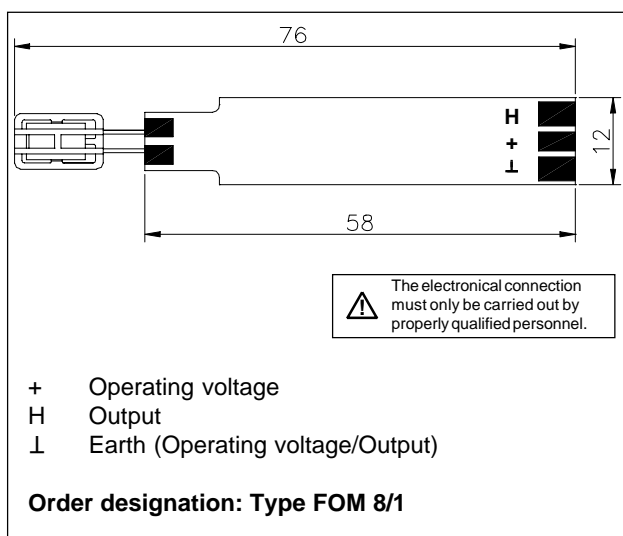 76
H
+
⊥
12
58
The electronical connection
must only be carried out by
properly qualified personnel.
+ Operating voltage
H Output
⊥ Earth (Operating voltage/Output)
Order designation: Type FOM 8/1